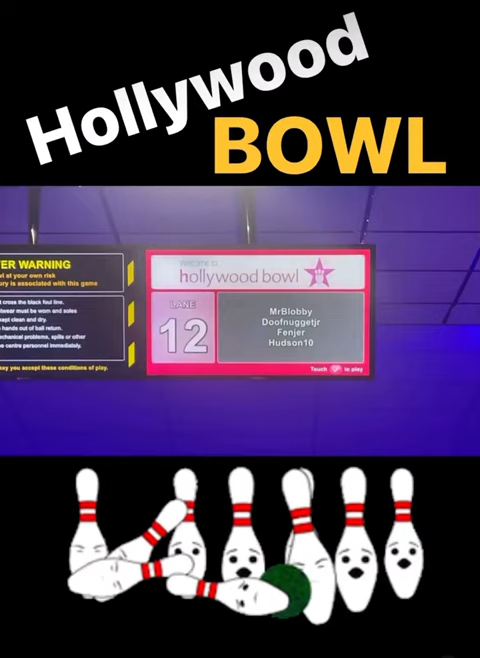 Hollywood
BOWL
ER WARNING
wl at your own risk
ury is associated with this game
t cross the black foul line.
otwear must be worn and soles
kept clean and dry.
hands out of ball return.
echanical problems, spills or other
centre personnel immediately.
ay you accept these conditions of play.
Welcome to
hollywood bowl
LANE
12
MrBlobby
Doofnuggetjr
Fenjer
Hudson10
Touch to play